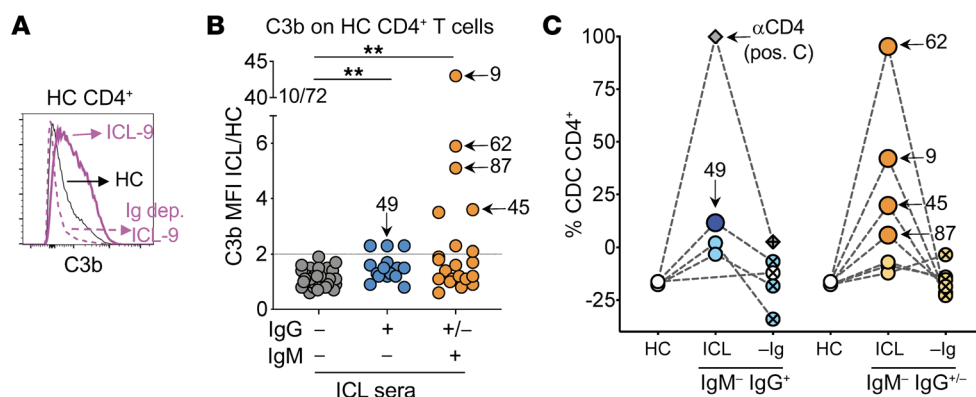 A
HC CD4+
ICL-9
HC
Ig dep.
ICL-9
C3b
B
C3b on HC CD4+ T cells
**
**
45
40
10/72
6
4
2
0
C3b MFI ICL/HC
9
62
87
49
45
IgG – + +/–
IgM – – +
ICL sera
C
100
75
50
25
0
-25
% CDC CD4+
αCD4
(pos. C)
49
62
9
45
87
HC ICL –Ig HC ICL –Ig
IgM– IgG+ IgM– IgG+/–